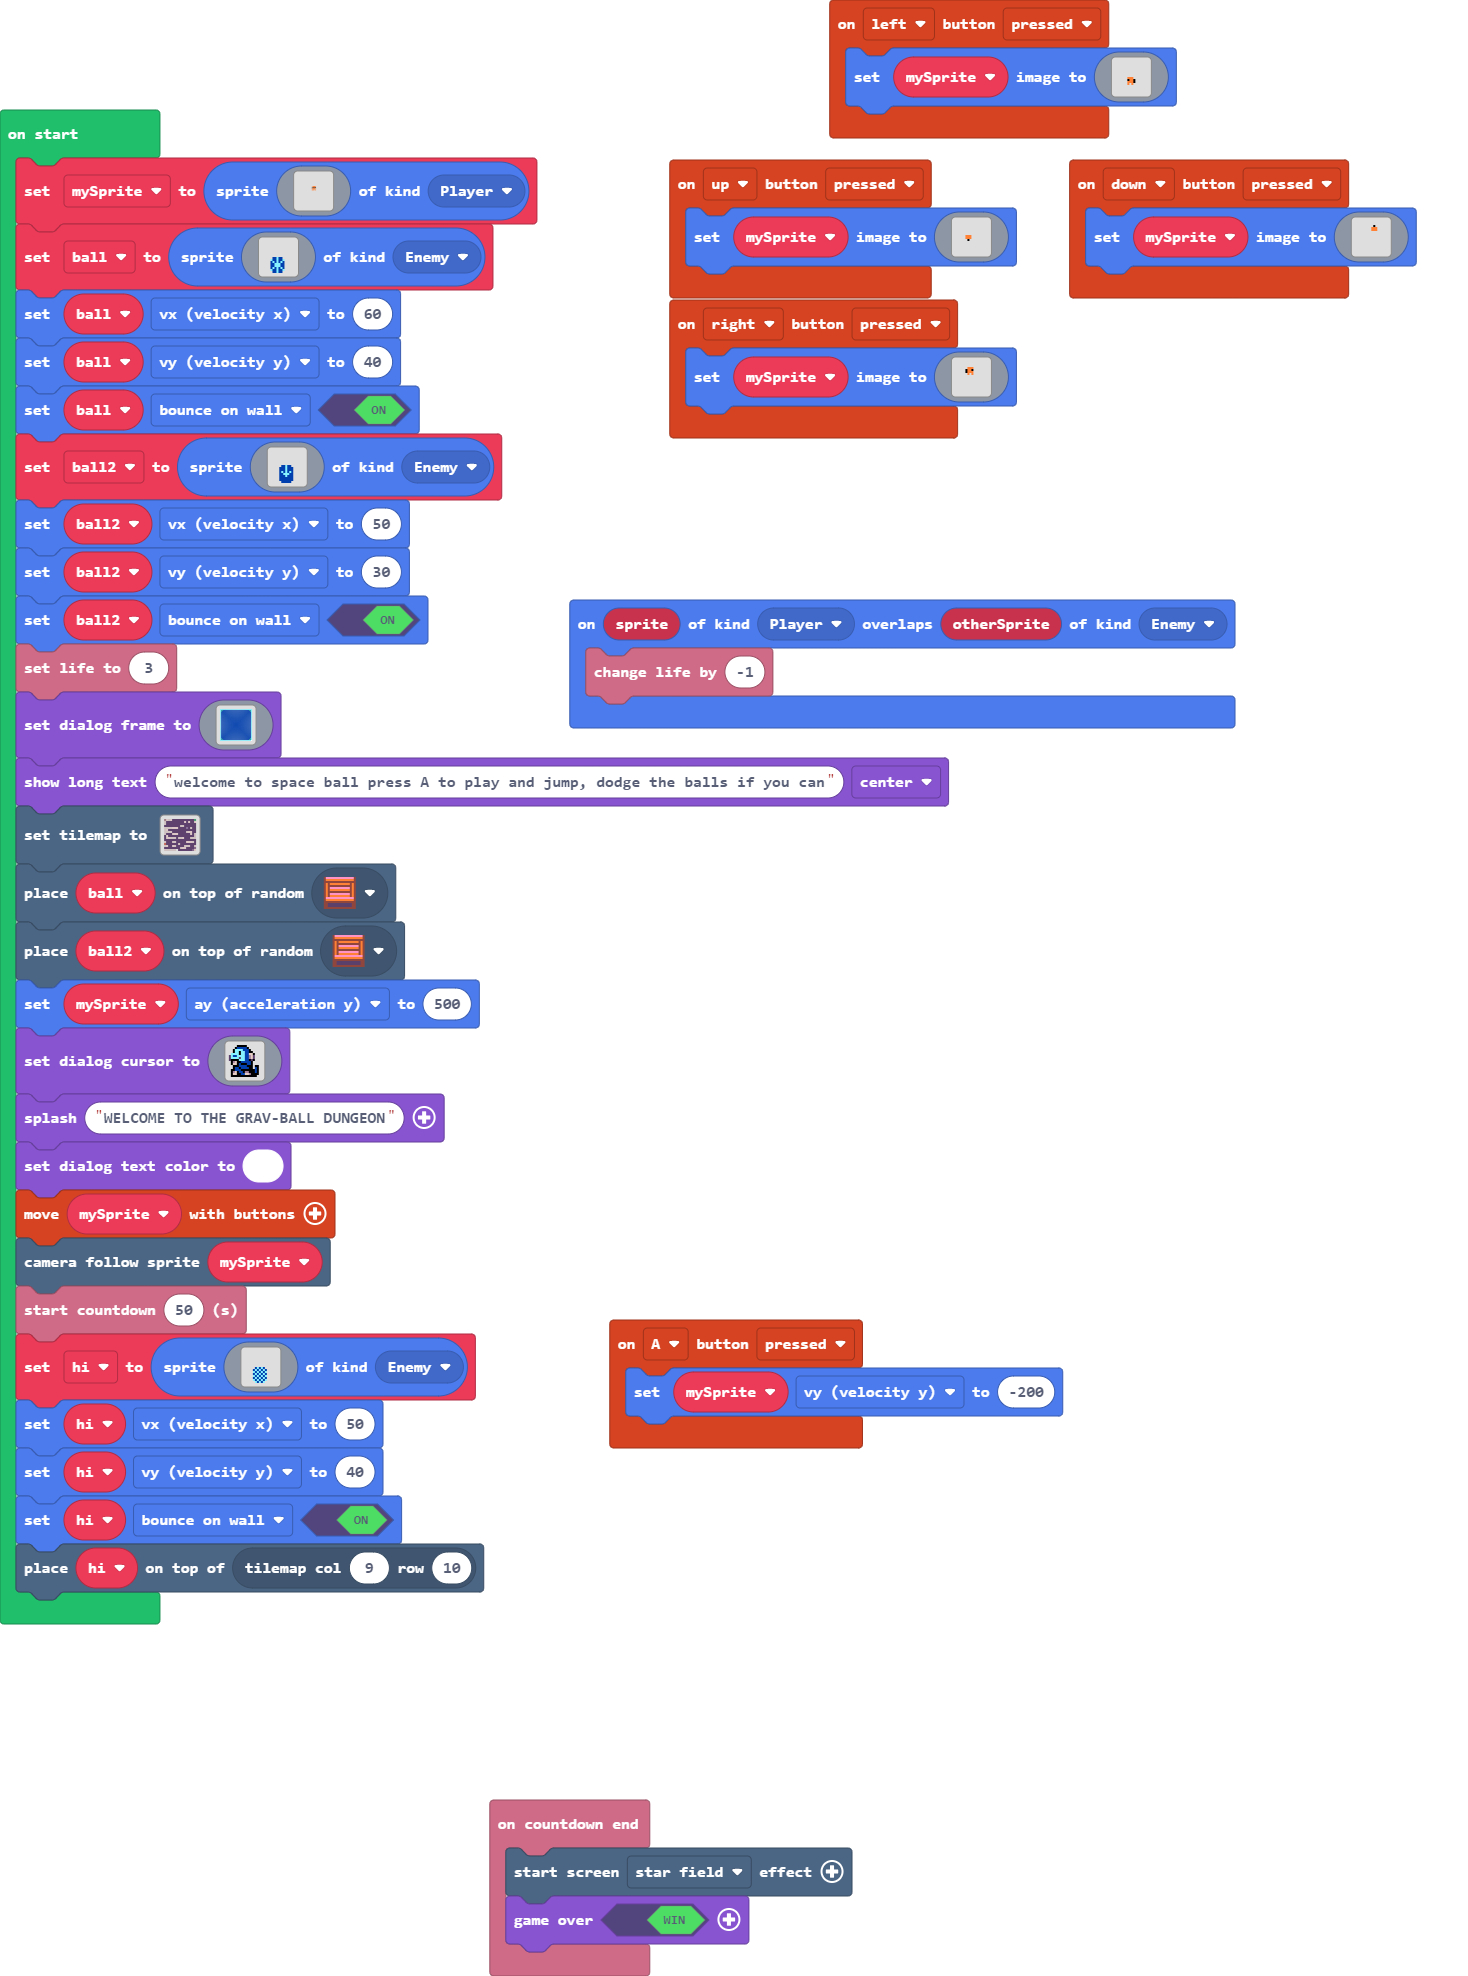 on left button pressed
set mySprite image to
on start
set mySprite to sprite of kind Player
on up button pressed
set mySprite image to
on down button pressed
set mySprite image to
set ball to sprite of kind Enemy
set ball vx (velocity x) to 60
on right button pressed
set mySprite image to
set ball vy (velocity y) to 40
set ball bounce on wall ON
set ball2 to sprite of kind Enemy
set ball2 vx (velocity x) to 50
set ball2 vy (velocity y) to 30
set ball2 bounce on wall ON
on sprite of kind Player overlaps otherSprite of kind Enemy
change life by -1
set life to 3
set dialog frame to
show long text "welcome to space ball press A to play and jump, dodge the balls if you can" center
set tilemap to
place ball on top of random
place ball2 on top of random
set mySprite ay (acceleration y) to 500
set dialog cursor to
splash "WELCOME TO THE GRAV-BALL DUNGEON"
set dialog text color to
move mySprite with buttons
camera follow sprite mySprite
start countdown 50 (s)
set hi to sprite of kind Enemy
on A button pressed
set mySprite vy (velocity y) to -200
set hi vx (velocity x) to 50
set hi vy (velocity y) to 40
set hi bounce on wall ON
place hi on top of tilemap col 9 row 10
on countdown end
start screen star field effect
game over WIN